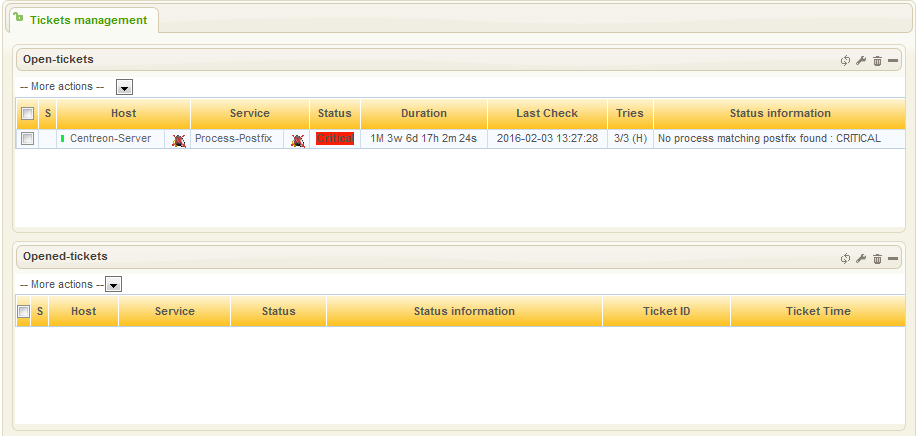 Tickets management
Open-tickets
-- More actions --
S Host Service Status Duration Last Check Tries Status information
Centreon-Server Process-Postfix Critical 1M 3w 6d 17h 2m 24s 2016-02-03 13:27:28 3/3 (H) No process matching postfix found : CRITICAL
Opened-tickets
-- More actions --
S Host Service Status Status information Ticket ID Ticket Time